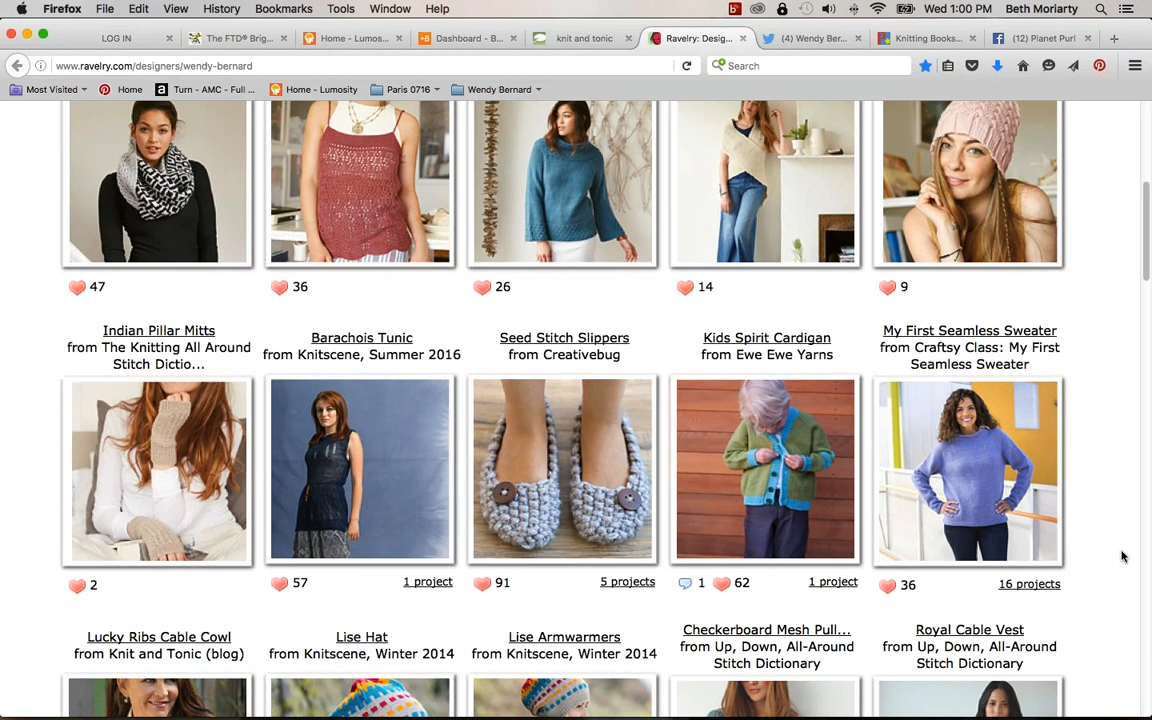 Firefox File Edit View History Bookmarks Tools Window Help Wed 1:00 PM Beth Moriarty
LOG IN The FTD® Brig... Home - Lumos... Dashboard - B... knit and tonic Ravelry: Desig... (4) Wendy Ber... Knitting Books... (12) Planet Purl
www.ravelry.com/designers/wendy-bernard Search
Most Visited Home Turn - AMC - Full ... Home - Lumosity Paris 0716 Wendy Bernard
47 36 26 14 9
Indian Pillar Mitts
from The Knitting All Around
Stitch Dictio...
Barachois Tunic
from Knitscene, Summer 2016
Seed Stitch Slippers
from Creativebug
Kids Spirit Cardigan
from Ewe Ewe Yarns
My First Seamless Sweater
from Craftsy Class: My First
Seamless Sweater
2 57 1 project 91 5 projects 1 62 1 project 36 16 projects
Lucky Ribs Cable Cowl
from Knit and Tonic (blog)
Lise Hat
from Knitscene, Winter 2014
Lise Armwarmers
from Knitscene, Winter 2014
Checkerboard Mesh Pull...
from Up, Down, All-Around
Stitch Dictionary
Royal Cable Vest
from Up, Down, All-Around
Stitch Dictionary